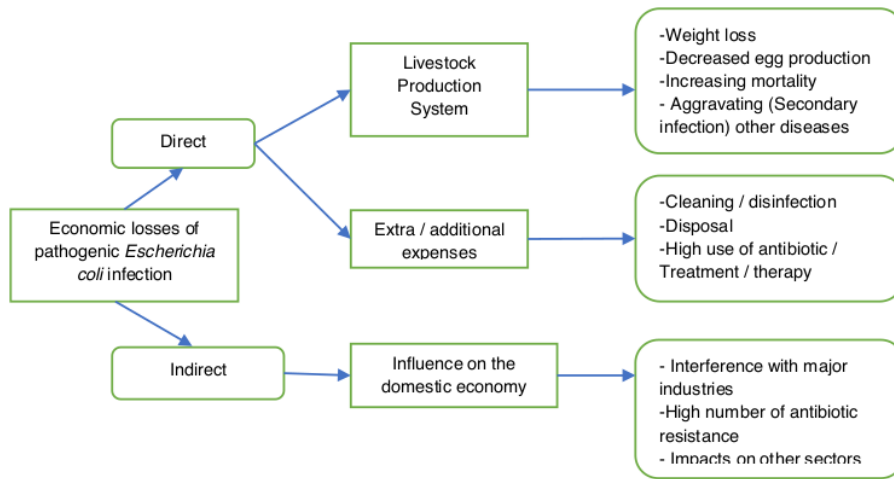 Economic losses of
pathogenic Escherichia
coli infection
Direct
Livestock
Production
System
-Weight loss
-Decreased egg production
-Increasing mortality
- Aggravating (Secondary
infection) other diseases
Extra / additional
expenses
-Cleaning / disinfection
-Disposal
-High use of antibiotic /
Treatment / therapy
Indirect
Influence on the
domestic economy
- Interference with major
industries
-High number of antibiotic
resistance
- Impacts on other sectors